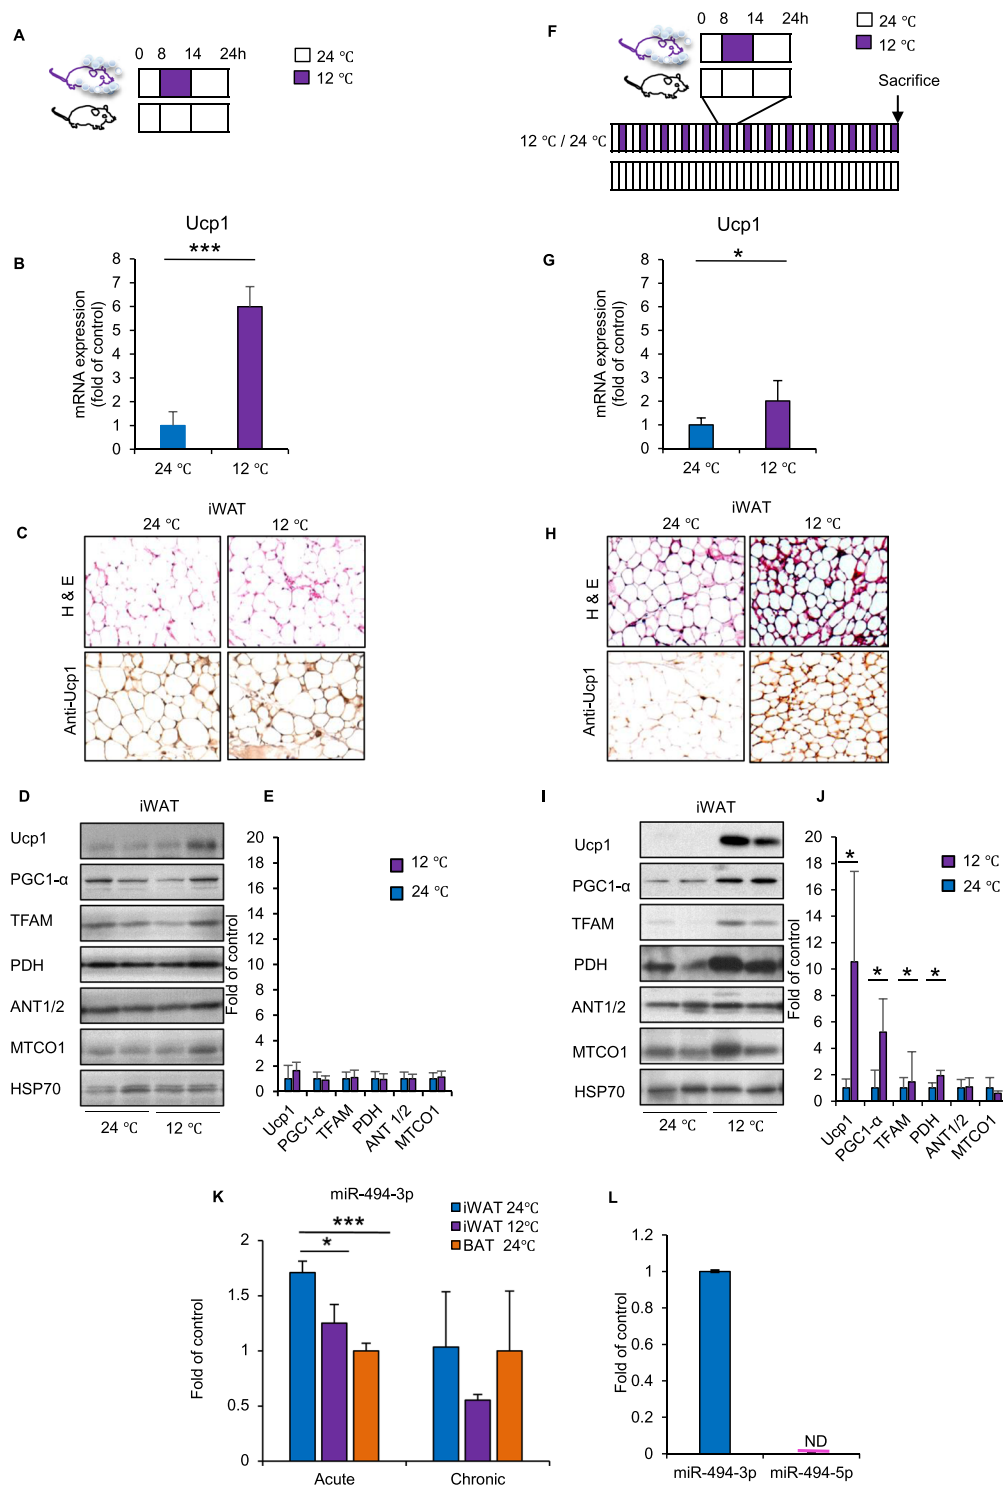 A
0 8 14 24h
24 °C
12 °C
B
Ucp1
***
mRNA expression
(fold of control)
8
7
6
5
4
3
2
1
0
24 °C 12 °C
C
iWAT
24 °C 12 °C
H & E
Anti-Ucp1
D
iWAT
Ucp1
PGC1-α
TFAM
PDH
ANT1/2
MTCO1
HSP70
24 °C 12 °C
E
Fold of control
20
18
16
14
12
10
8
6
4
2
0
12 °C
24 °C
Ucp1 PGC1-α TFAM PDH ANT 1/2 MTCO1
F
0 8 14 24h
24 °C
12 °C
Sacrifice
12 °C / 24 °C
G
Ucp1
*
mRNA expression
(fold of control)
8
7
6
5
4
3
2
1
0
24 °C 12 °C
H
iWAT
24 °C 12 °C
H & E
Anti-Ucp1
I
iWAT
Ucp1
PGC1-α
TFAM
PDH
ANT1/2
MTCO1
HSP70
24 °C 12 °C
J
Fold of control
20
18
16
14
12
10
8
6
4
2
0
12 °C
24 °C
*
* * *
Ucp1 PGC1-α TFAM PDH ANT1/2 MTCO1
K
miR-494-3p
iWAT 24°C
iWAT 12°C
BAT 24°C
***
*
Fold of control
2
1.5
1
0.5
0
Acute Chronic
L
Fold of control
1.2
1
0.8
0.6
0.4
0.2
0
ND
miR-494-3p miR-494-5p